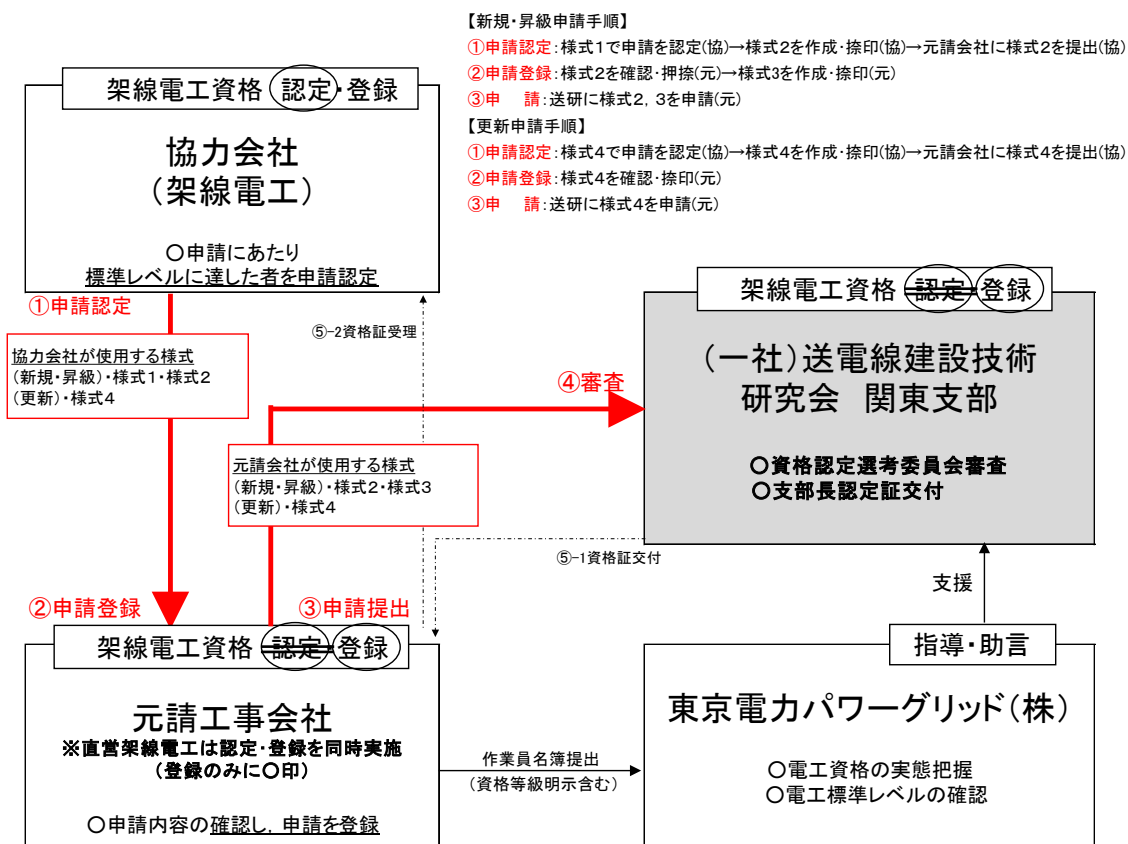 【新規・昇級申請手順】
①申請認定：様式1で申請を認定(協)→様式2を作成・捺印(協)→元請会社に様式2を提出(協)
②申請登録：様式2を確認・押捺(元)→様式3を作成・捺印(元)
③申　請：送研に様式2，3を申請(元)
【更新申請手順】
①申請認定：様式4で申請を認定(協)→様式4を作成・捺印(協)→元請会社に様式4を提出(協)
②申請登録：様式4を確認・捺印(元)
③申　請：送研に様式4を申請(元)
架線電工資格 認定・登録
協力会社
（架線電工）
〇申請にあたり
標準レベルに達した者を申請認定
①申請認定
⑤-2資格証受理
協力会社が使用する様式
(新規・昇級)・様式1・様式2
(更新)・様式4
架線電工資格 認定・登録
（一社）送電線建設技術
研究会　関東支部
〇資格認定選考委員会審査
〇支部長認定証交付
④審査
元請会社が使用する様式
(新規・昇級)・様式2・様式3
(更新)・様式4
⑤-1資格証交付
支援
②申請登録
③申請提出
架線電工資格 認定・登録
元請工事会社
※直営架線電工は認定・登録を同時実施
（登録のみに〇印）
〇申請内容の確認し，申請を登録
作業員名簿提出
（資格等級明示含む）
指導・助言
東京電力パワーグリッド（株）
〇電工資格の実態把握
〇電工標準レベルの確認